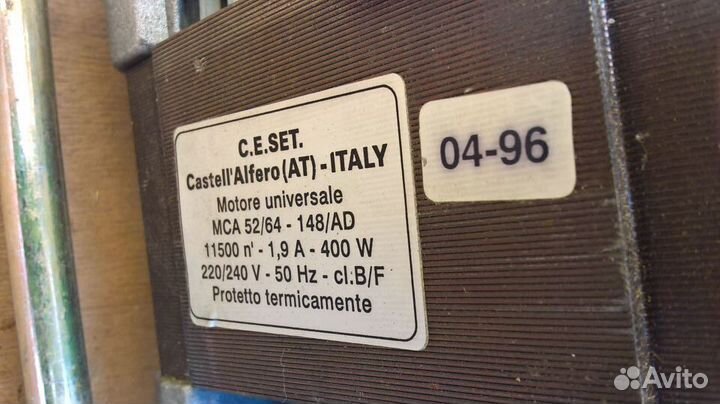 C.E.SET.
Castell'Alfero (AT) - ITALY
Motore universale
MCA 52/64 - 148/AD
11500 n' - 1,9 A - 400 W
220/240 V - 50 Hz - cl.B/F
Protetto termicamente
04-96
Avito